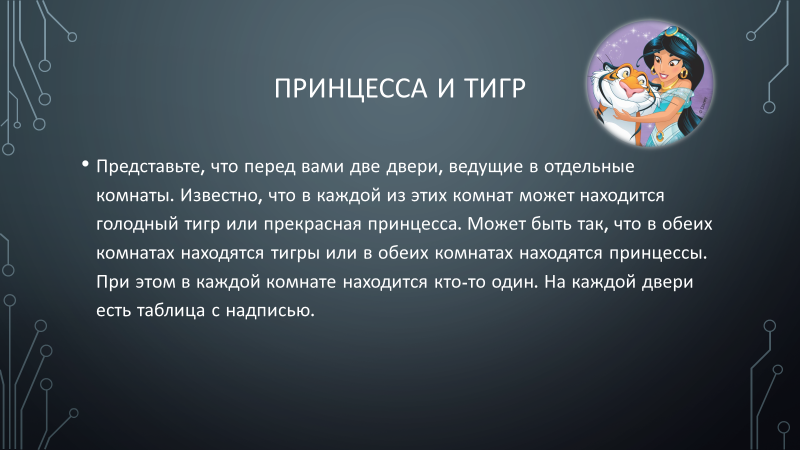 ПРИНЦЕССА И ТИГР
• Представьте, что перед вами две двери, ведущие в отдельные
комнаты. Известно, что в каждой из этих комнат может находится
голодный тигр или прекрасная принцесса. Может быть так, что в обеих
комнатах находятся тигры или в обеих комнатах находятся принцессы.
При этом в каждой комнате находится кто-то один. На каждой двери
есть таблица с надписью.